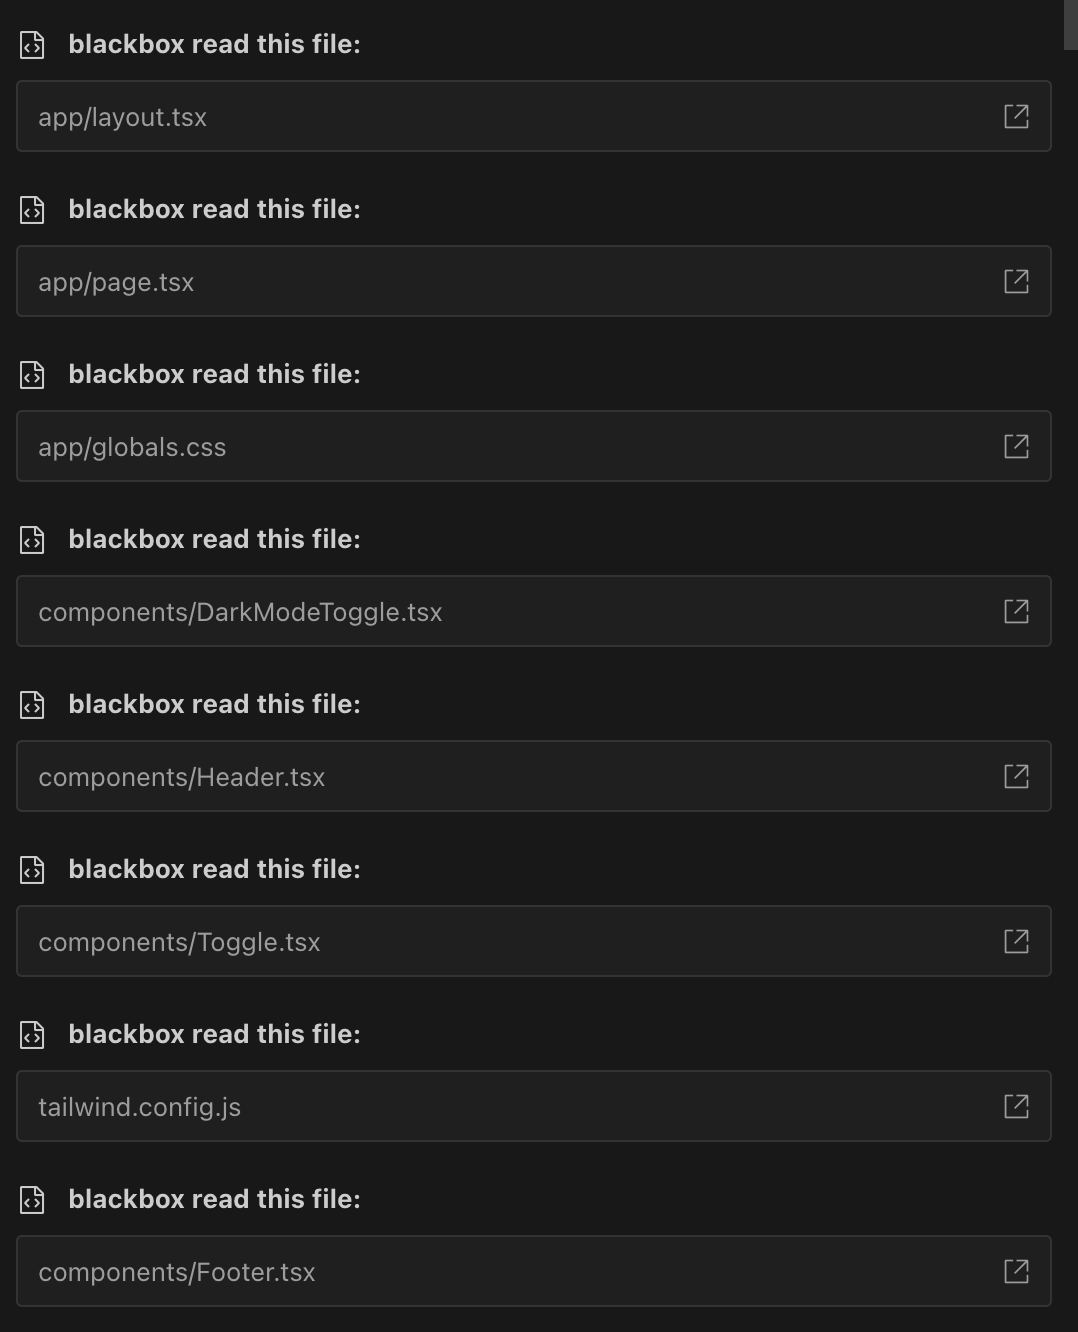 blackbox read this file:
app/layout.tsx
blackbox read this file:
app/page.tsx
blackbox read this file:
app/globals.css
blackbox read this file:
components/DarkModeToggle.tsx
blackbox read this file:
components/Header.tsx
blackbox read this file:
components/Toggle.tsx
blackbox read this file:
tailwind.config.js
blackbox read this file:
components/Footer.tsx